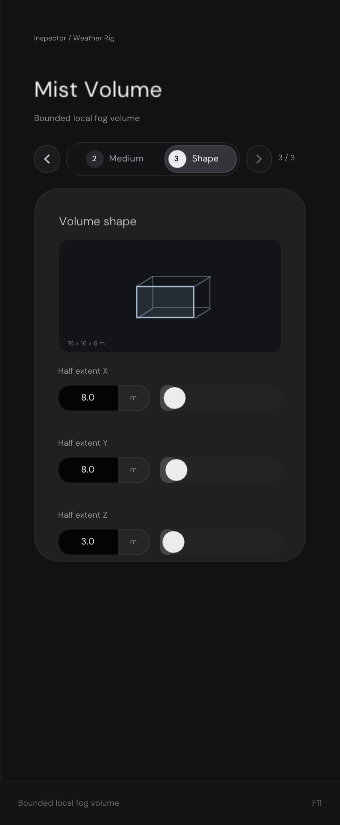 Inspector / Weather Rig
Mist Volume
Bounded local fog volume
2 Medium 3 Shape 3 / 3
Volume shape
16 × 16 × 6 m
Half extent X
8.0 m
Half extent Y
8.0 m
Half extent Z
3.0 m
Bounded local fog volume F11